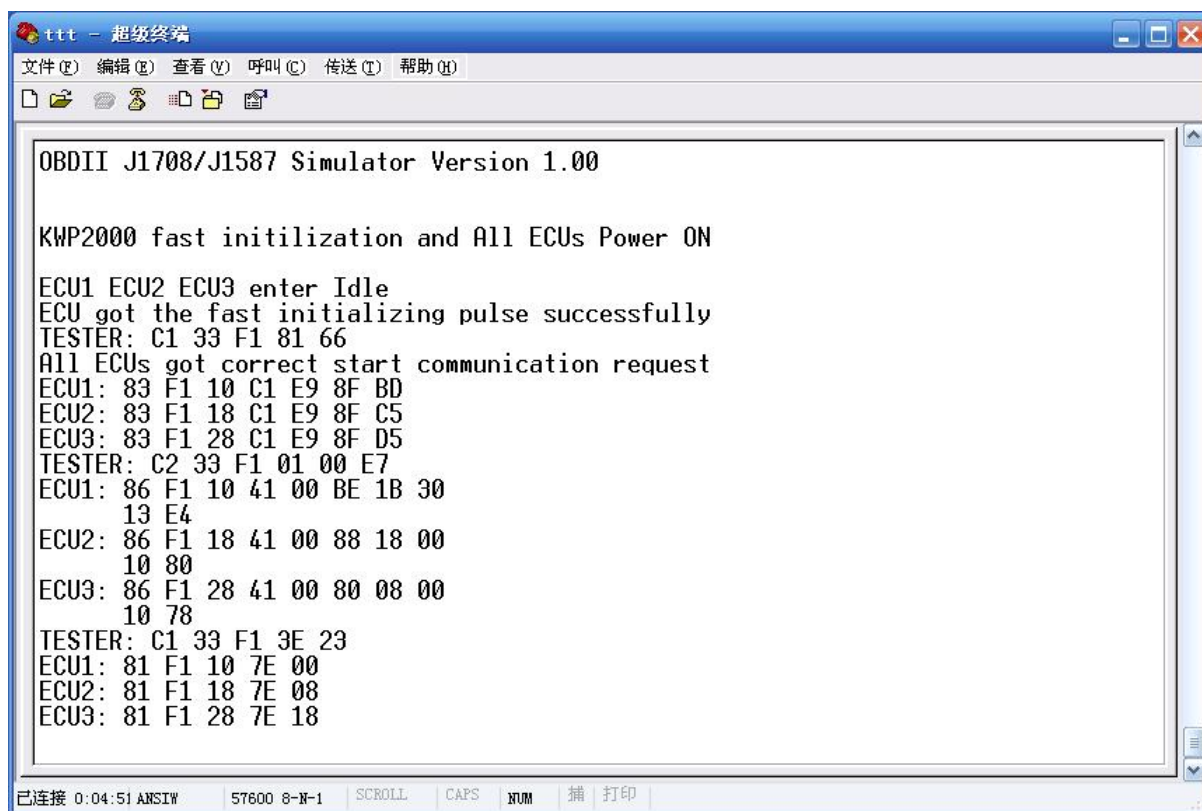 ttt - 超级终端
文件(F) 编辑(E) 查看(V) 呼叫(C) 传送(T) 帮助(H)
OBDII J1708/J1587 Simulator Version 1.00
KWP2000 fast initilization and All ECUs Power ON
ECU1 ECU2 ECU3 enter Idle
ECU got the fast initializing pulse successfully
TESTER: C1 33 F1 81 66
All ECUs got correct start communication request
ECU1: 83 F1 10 C1 E9 8F BD
ECU2: 83 F1 18 C1 E9 8F C5
ECU3: 83 F1 28 C1 E9 8F D5
TESTER: C2 33 F1 01 00 E7
ECU1: 86 F1 10 41 00 BE 1B 30
13 E4
ECU2: 86 F1 18 41 00 88 18 00
10 80
ECU3: 86 F1 28 41 00 80 08 00
10 78
TESTER: C1 33 F1 3E 23
ECU1: 81 F1 10 7E 00
ECU2: 81 F1 18 7E 08
ECU3: 81 F1 28 7E 18
已连接 0:04:51 ANSIW 57600 8-N-1 SCROLL CAPS NUM 捕 打印